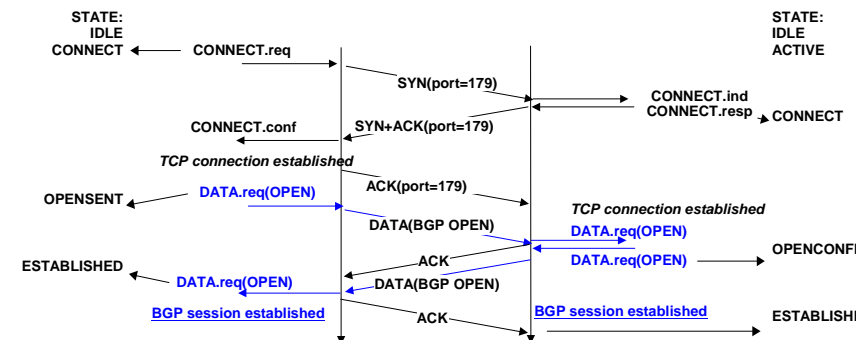 STATE:
IDLE
CONNECT
CONNECT.req
STATE:
IDLE
ACTIVE
SYN(port=179)
CONNECT.ind
CONNECT.resp
CONNECT
CONNECT.conf
SYN+ACK(port=179)
TCP connection established
ACK(port=179)
OPENSENT
DATA.req(OPEN)
TCP connection established
DATA(BGP OPEN)
DATA.req(OPEN)
ACK
DATA.req(OPEN)
OPENCONFI
ESTABLISHED
DATA.req(OPEN)
DATA(BGP OPEN)
BGP session established
ACK
BGP session established
ESTABLISHE